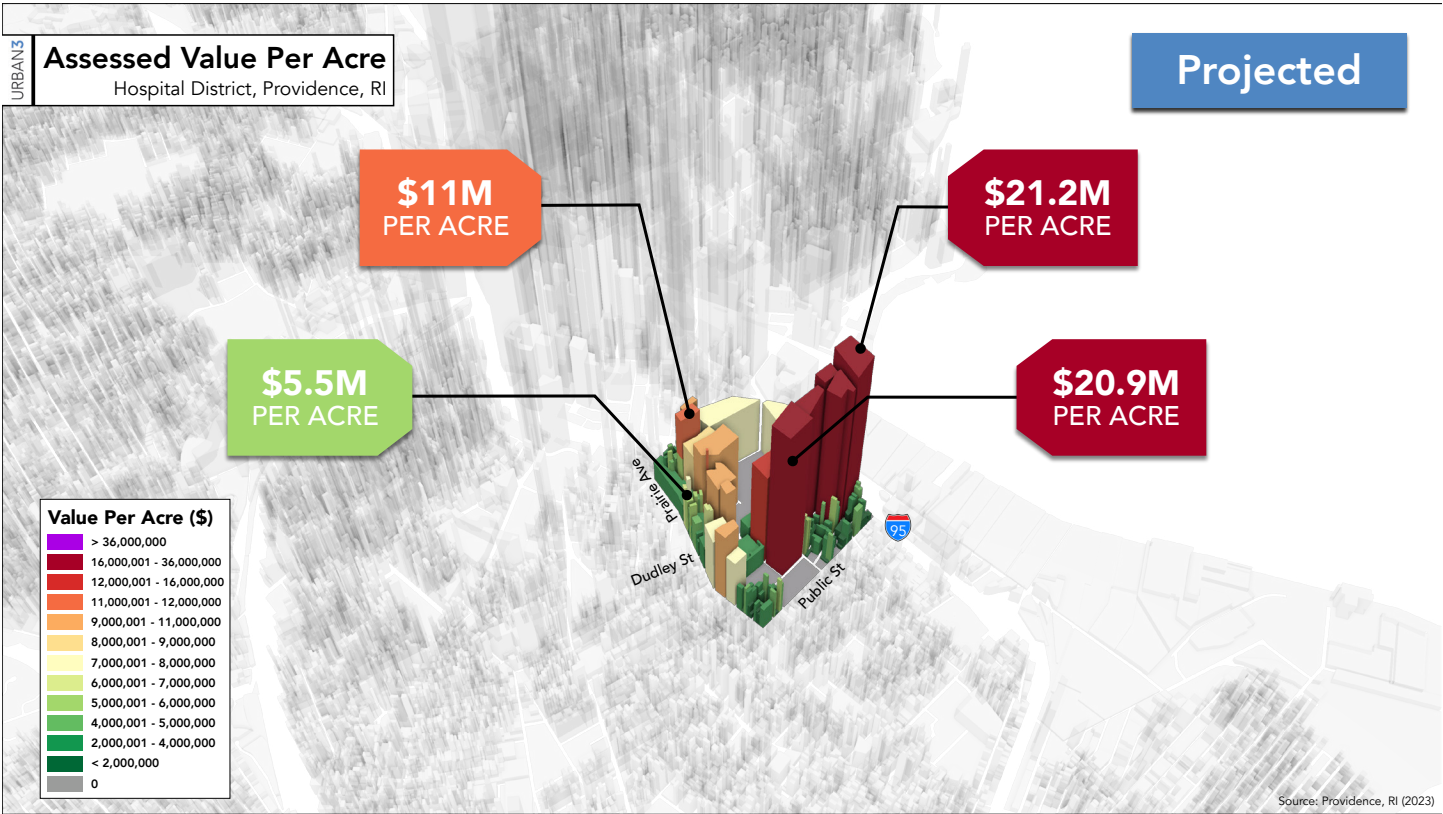 URBAN3
Assessed Value Per Acre
Hospital District, Providence, RI
Projected
$11M
PER ACRE
$21.2M
PER ACRE
$5.5M
PER ACRE
$20.9M
PER ACRE
Prairie Ave
Dudley St
Public St
95
Value Per Acre ($)
> 36,000,000
16,000,001 - 36,000,000
12,000,001 - 16,000,000
11,000,001 - 12,000,000
9,000,001 - 11,000,000
8,000,001 - 9,000,000
7,000,001 - 8,000,000
6,000,001 - 7,000,000
5,000,001 - 6,000,000
4,000,001 - 5,000,000
2,000,001 - 4,000,000
< 2,000,000
0
Source: Providence, RI (2023)